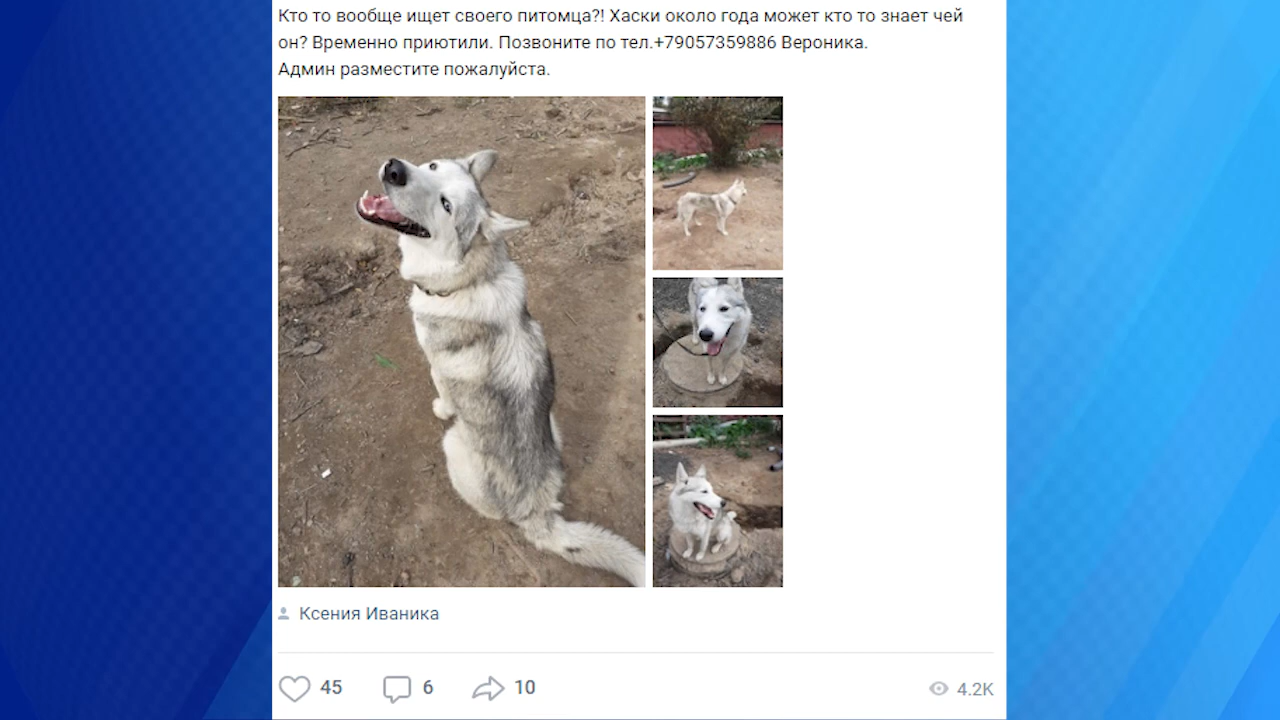 Кто то вообще ищет своего питомца?! Хаски около года может кто то знает чей
он? Временно приютили. Позвоните по тел.+79057359886 Вероника.
Админ разместите пожалуйста.
Ксения Иваника
45 6 10 4.2K